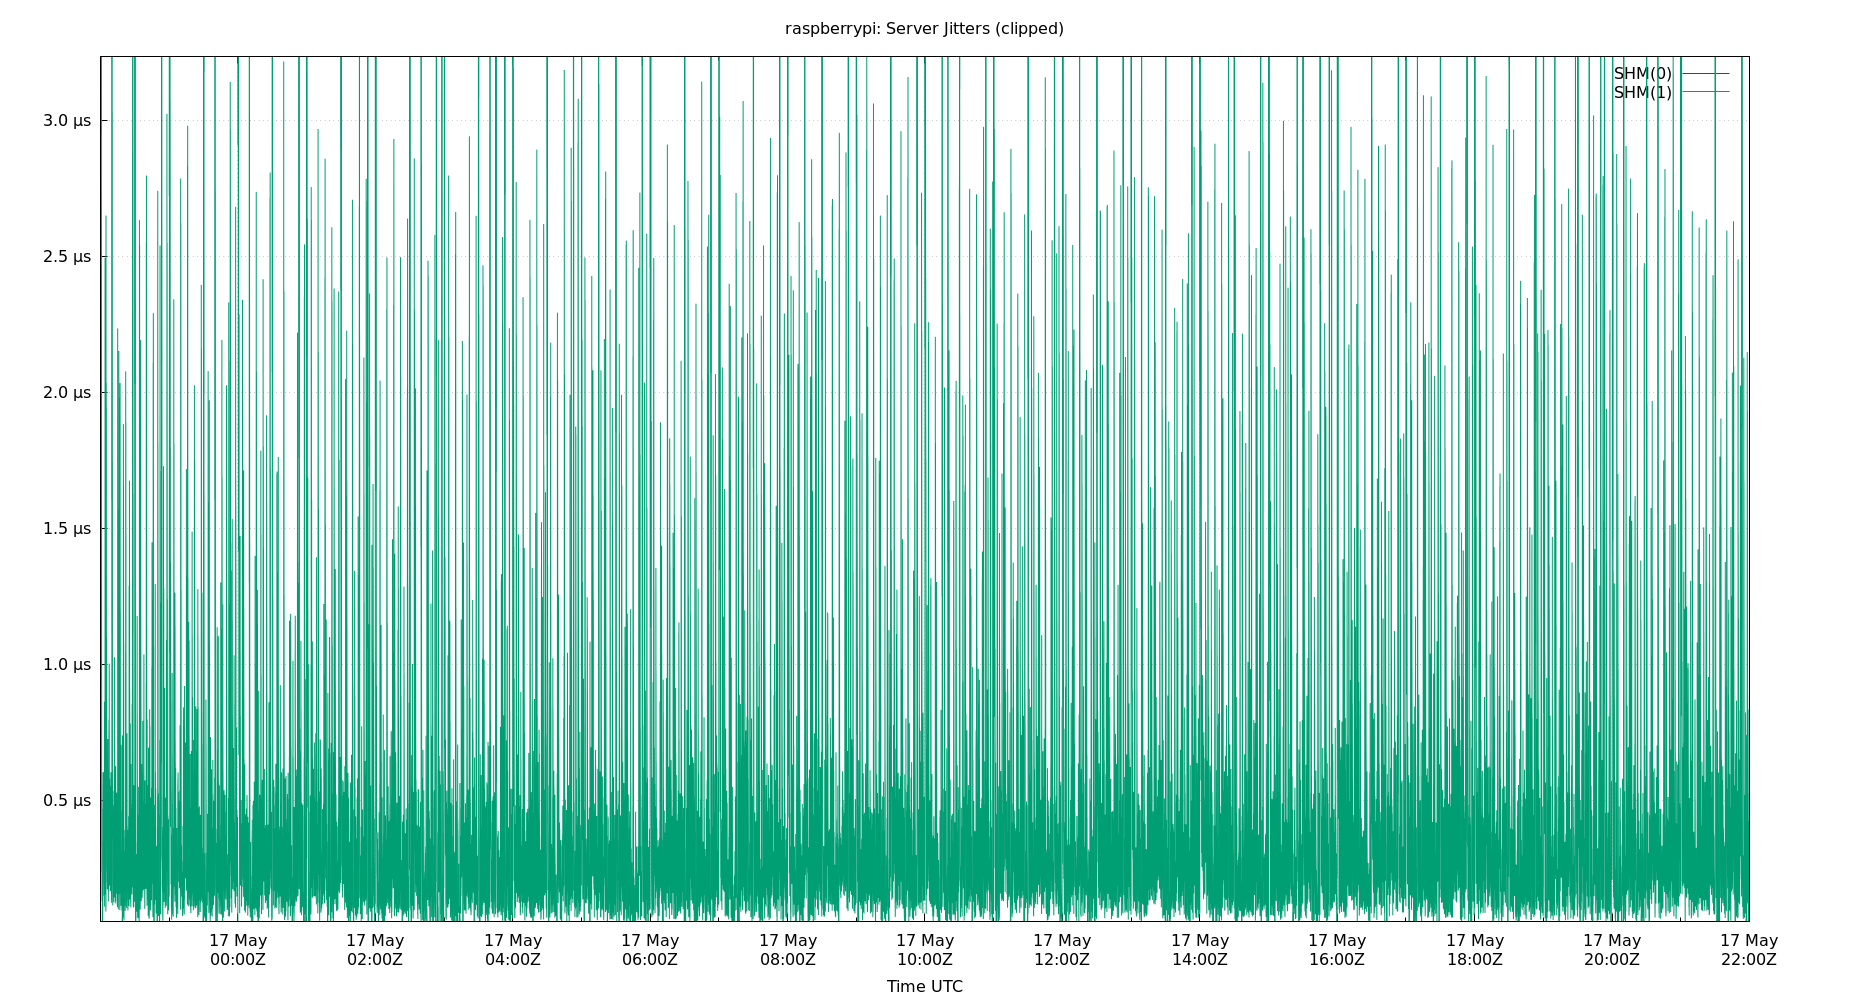 raspberrypi: Server Jitters (clipped)
SHM(0)
SHM(1)
3.0 µs
2.5 µs
2.0 µs
1.5 µs
1.0 µs
0.5 µs
17 May 17 May 17 May 17 May 17 May 17 May 17 May 17 May 17 May 17 May 17 May 17 May
00:00Z 02:00Z 04:00Z 06:00Z 08:00Z 10:00Z 12:00Z 14:00Z 16:00Z 18:00Z 20:00Z 22:00Z
Time UTC